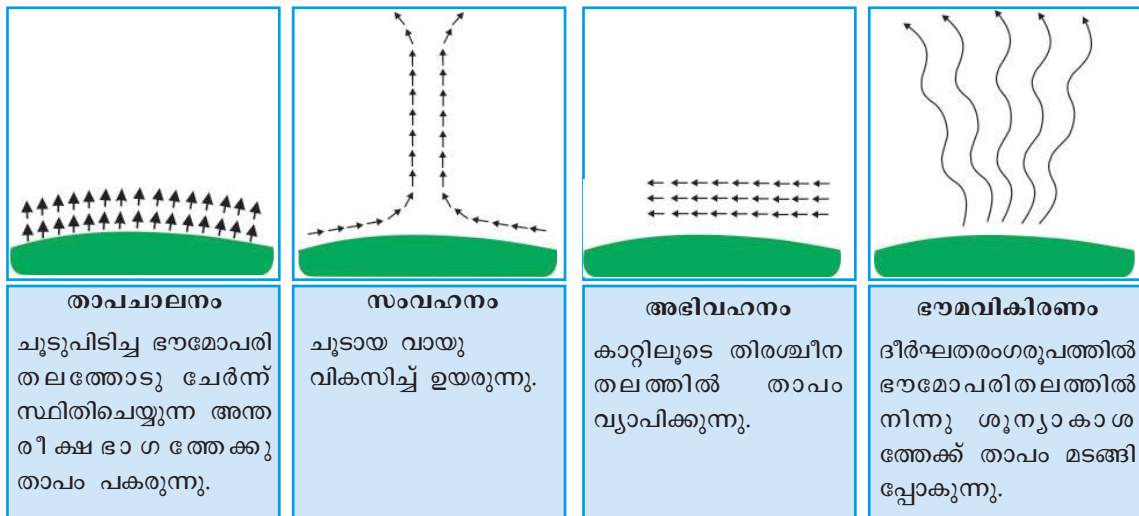 താപചാലനം
ചൂടുപിടിച്ച ഭൗമോപരി
തലത്തോടു ചേർന്ന്
സ്ഥിതിചെയ്യുന്ന അന്ത
രീക്ഷഭാഗത്തേക്കു
താപം പകരുന്നു.
സംവഹനം
ചൂടായ വായു
വികസിച്ച് ഉയരുന്നു.
അഭിവഹനം
കാറ്റിലൂടെ തിരശ്ചീന
തലത്തിൽ താപം
വ്യാപിക്കുന്നു.
ഭൗമവികിരണം
ദീർഘതരംഗരൂപത്തിൽ
ഭൗമോപരിതലത്തിൽ
നിന്നു ശൂന്യാകാശ
ത്തേക്ക് താപം മടങ്ങി
പ്പോകുന്നു.